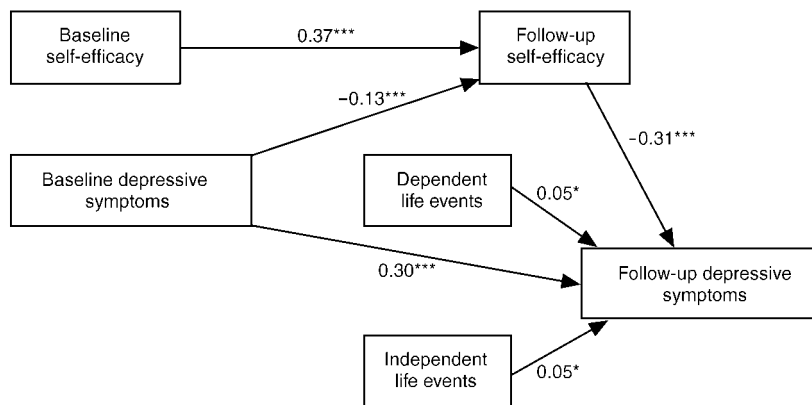 Baseline
self-efficacy
0.37***
Follow-up
self-efficacy
−0.13***
−0.31***
Baseline depressive
symptoms
Dependent
life events
0.05*
0.30***
Follow-up depressive
symptoms
Independent
life events
0.05*